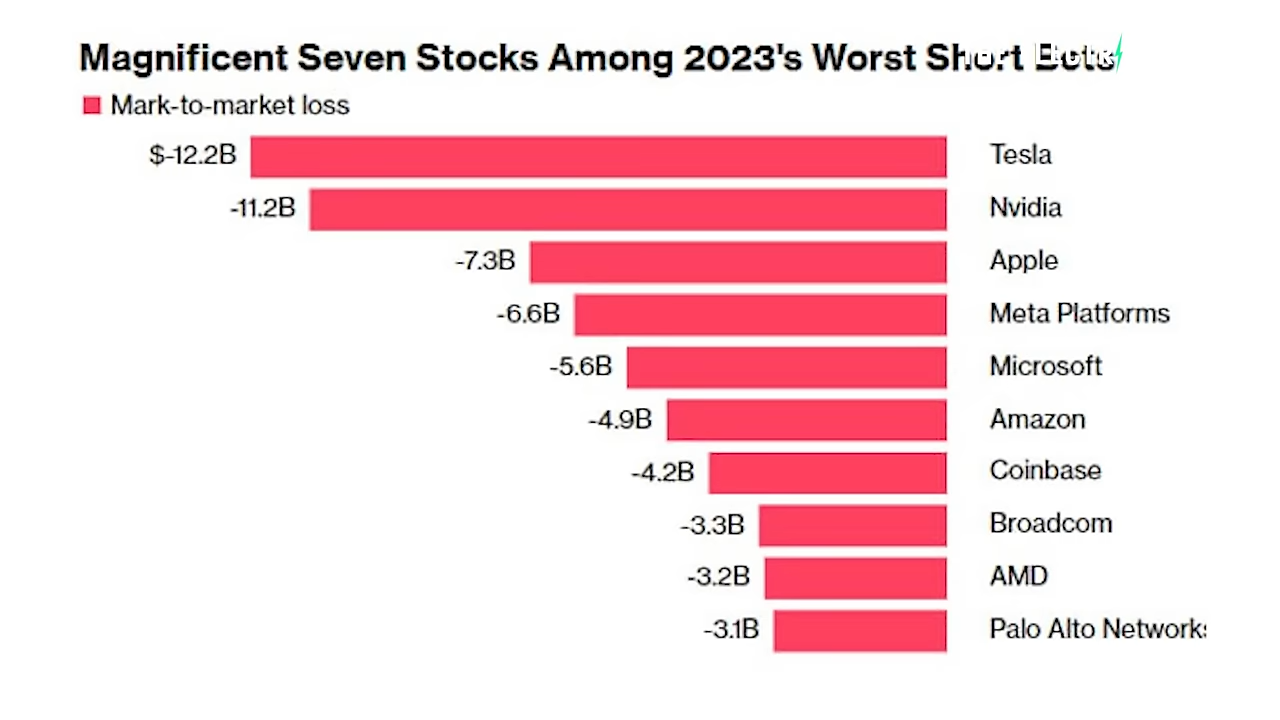 Magnificent Seven Stocks Among 2023's Worst Short Bets
Mark-to-market loss
$-12.2B Tesla
-11.2B Nvidia
-7.3B Apple
-6.6B Meta Platforms
-5.6B Microsoft
-4.9B Amazon
-4.2B Coinbase
-3.3B Broadcom
-3.2B AMD
-3.1B Palo Alto Networks